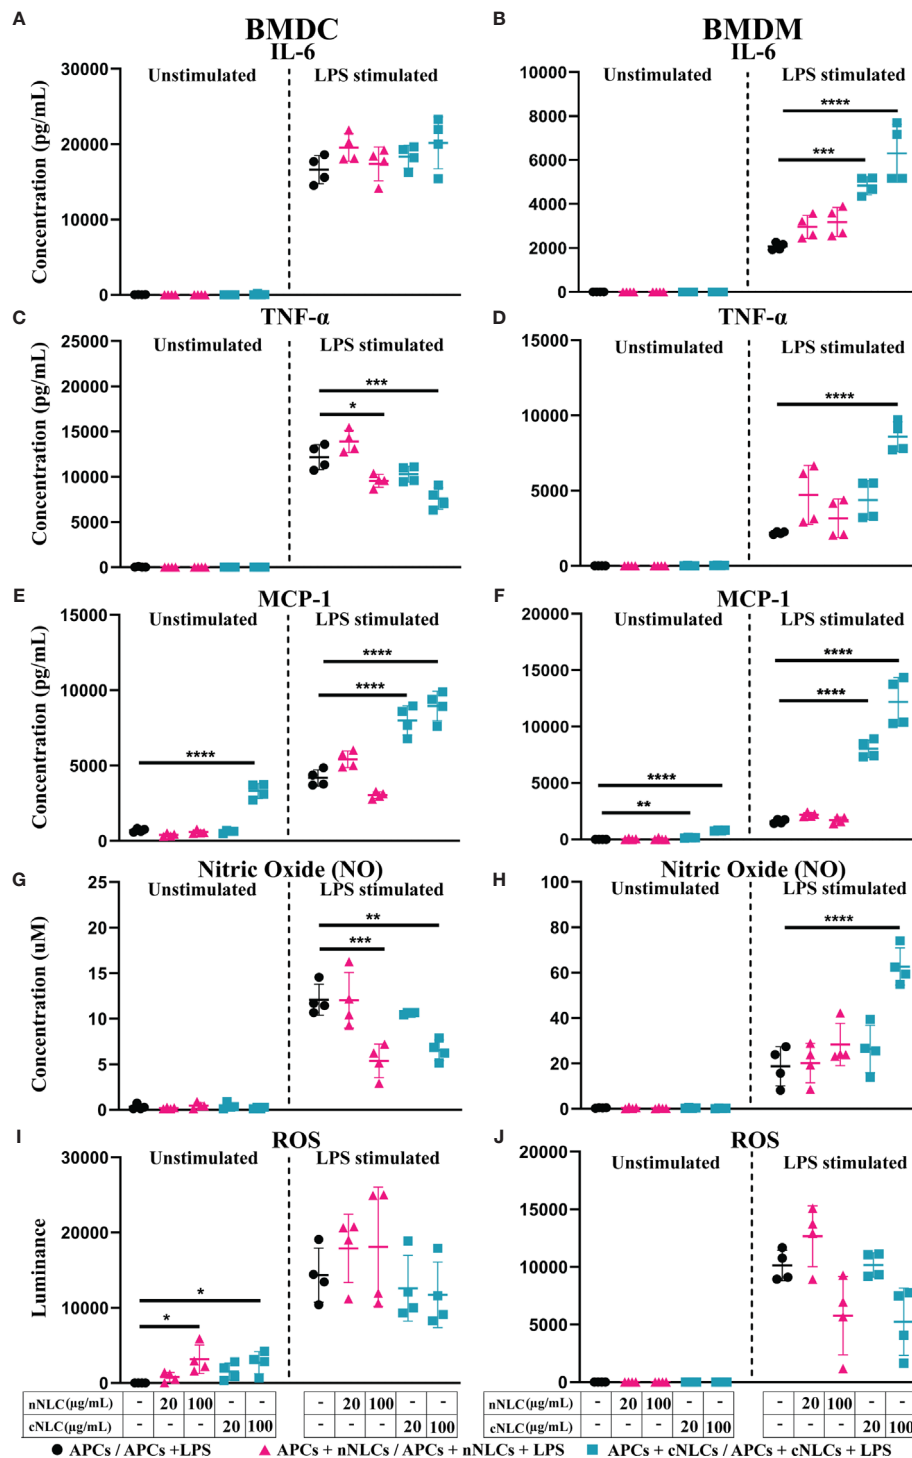 A
BMDC
IL-6
Unstimulated
LPS stimulated
Concentration (pg/mL)
30000
20000
10000
0
B
BMDM
IL-6
Unstimulated
LPS stimulated
10000
8000
6000
4000
2000
0
****
***
C
TNF-α
Unstimulated
LPS stimulated
Concentration (pg/mL)
25000
20000
15000
10000
5000
0
***
*
D
TNF-α
Unstimulated
LPS stimulated
15000
10000
5000
0
****
E
MCP-1
Unstimulated
LPS stimulated
Concentration (pg/mL)
15000
10000
5000
0
****
****
****
F
MCP-1
Unstimulated
LPS stimulated
20000
15000
10000
5000
0
****
****
****
**
G
Nitric Oxide (NO)
Unstimulated
LPS stimulated
Concentration (uM)
25
20
15
10
5
0
**
***
H
Nitric Oxide (NO)
Unstimulated
LPS stimulated
100
80
60
40
20
0
****
I
ROS
Unstimulated
LPS stimulated
Luminance
30000
20000
10000
0
*
*
J
ROS
Unstimulated
LPS stimulated
20000
15000
10000
5000
0
nNLC(µg/mL) - 20 100 - - - 20 100 - -
cNLC(µg/mL) - - - 20 100 - - - 20 100
nNLC(µg/mL) - 20 100 - - - 20 100 - -
cNLC(µg/mL) - - - 20 100 - - - 20 100
APCs / APCs +LPS APCs + nNLCs / APCs + nNLCs + LPS APCs + cNLCs / APCs + cNLCs + LPS